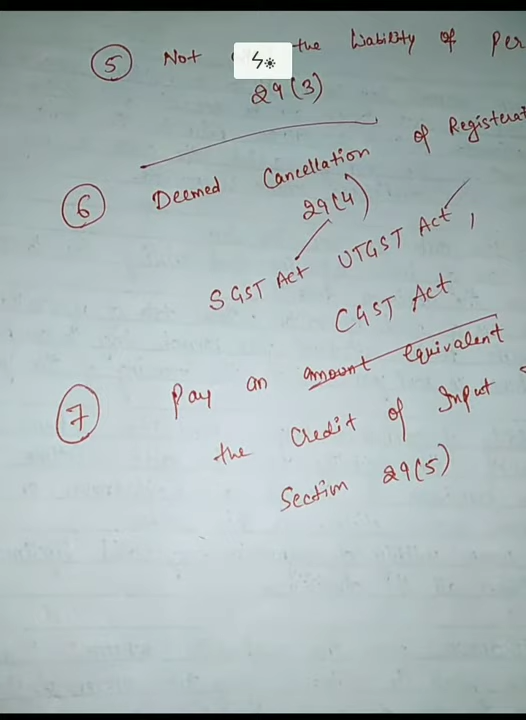 5 Not the liability of Per
29(3)
6 Deemed Cancellation of Registerat
29(4)
SGST Act UTGST Act,
CGST Act
7 Pay an amount Equivalent
the Credit of Input
Section 29(5)